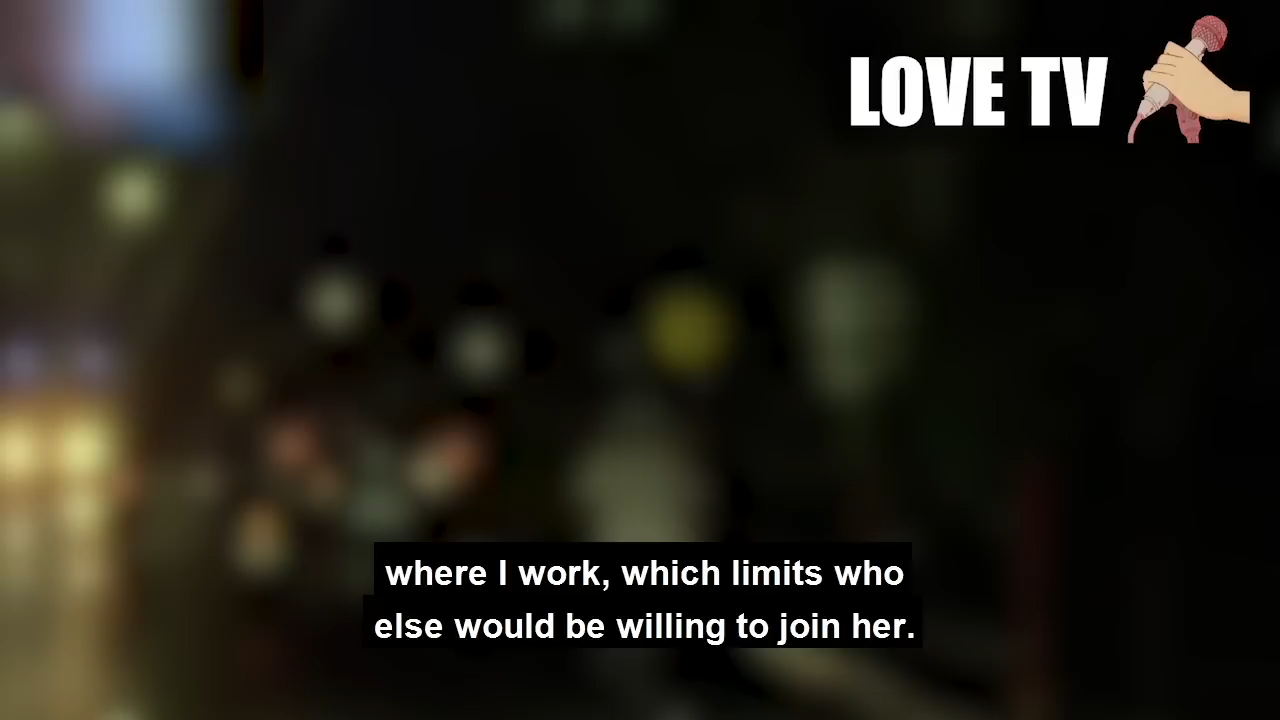 LOVE TV
where I work, which limits who
else would be willing to join her.